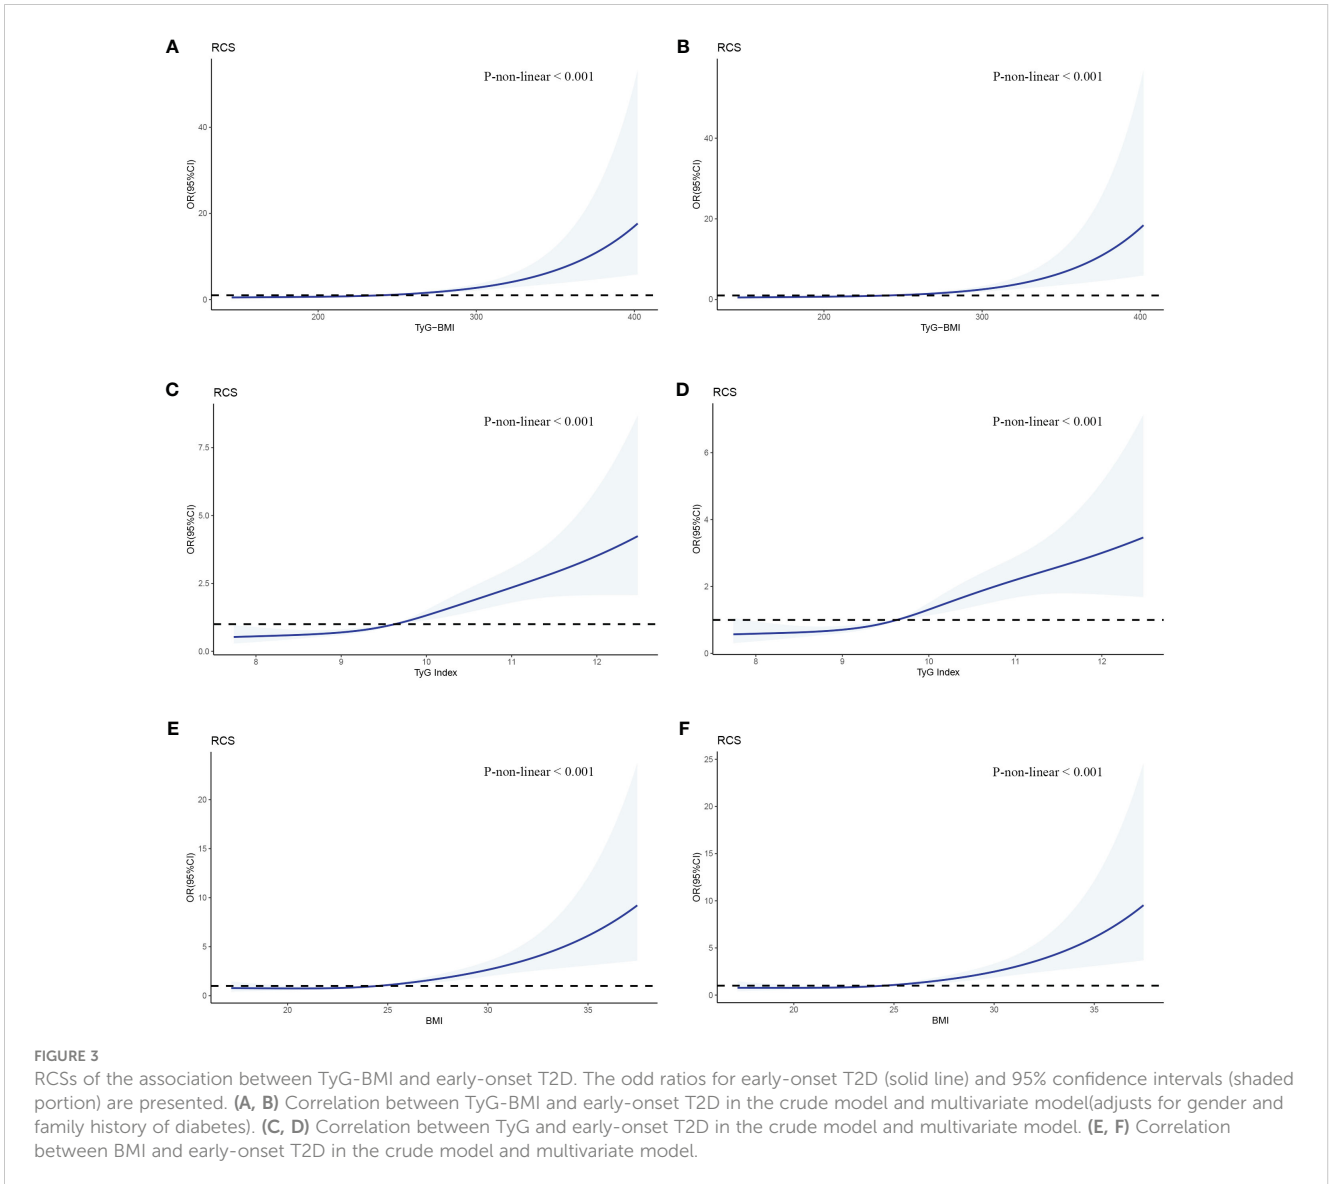 A
RCS
P-non-linear < 0.001
40
20
0
OR(95%CI)
200
300
400
TyG−BMI
B
RCS
P-non-linear < 0.001
40
20
0
OR(95%CI)
200
300
400
TyG−BMI
C
RCS
P-non-linear < 0.001
7.5
5.0
2.5
0.0
OR(95%CI)
8
9
10
11
12
TyG Index
D
RCS
P-non-linear < 0.001
6
4
2
0
OR(95%CI)
8
9
10
11
12
TyG Index
E
RCS
P-non-linear < 0.001
20
15
10
5
0
OR(95%CI)
20
25
30
35
BMI
F
RCS
P-non-linear < 0.001
25
20
15
10
5
0
OR(95%CI)
20
25
30
35
BMI
FIGURE 3
RCSs of the association between TyG-BMI and early-onset T2D. The odd ratios for early-onset T2D (solid line) and 95% confidence intervals (shaded
portion) are presented. (A, B) Correlation between TyG-BMI and early-onset T2D in the crude model and multivariate model(adjusts for gender and
family history of diabetes). (C, D) Correlation between TyG and early-onset T2D in the crude model and multivariate model. (E, F) Correlation
between BMI and early-onset T2D in the crude model and multivariate model.